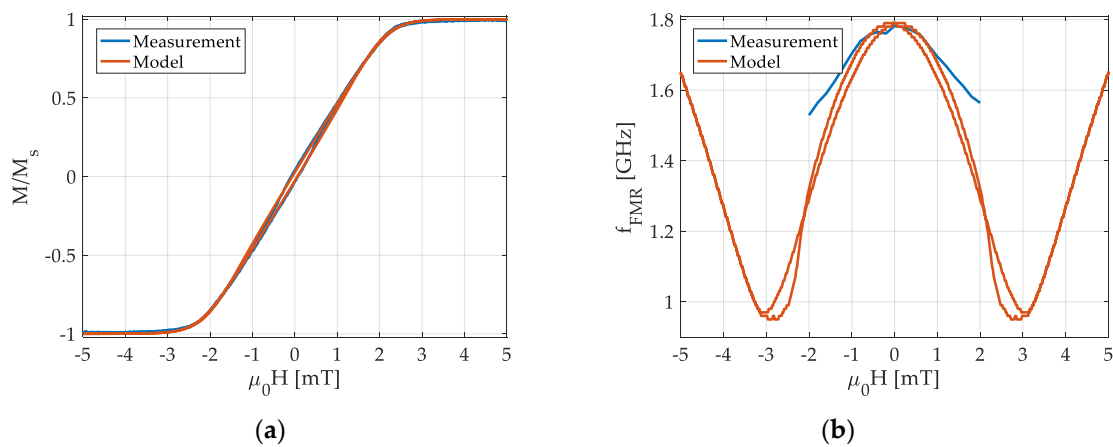 1
0.5
0
-0.5
-1
M/Mₛ
Measurement
Model
-5 -4 -3 -2 -1 0 1 2 3 4 5
μ₀H [mT]
(a)
1.8
1.6
1.4
1.2
1
f_FMR [GHz]
Measurement
Model
-5 -4 -3 -2 -1 0 1 2 3 4 5
μ₀H [mT]
(b)